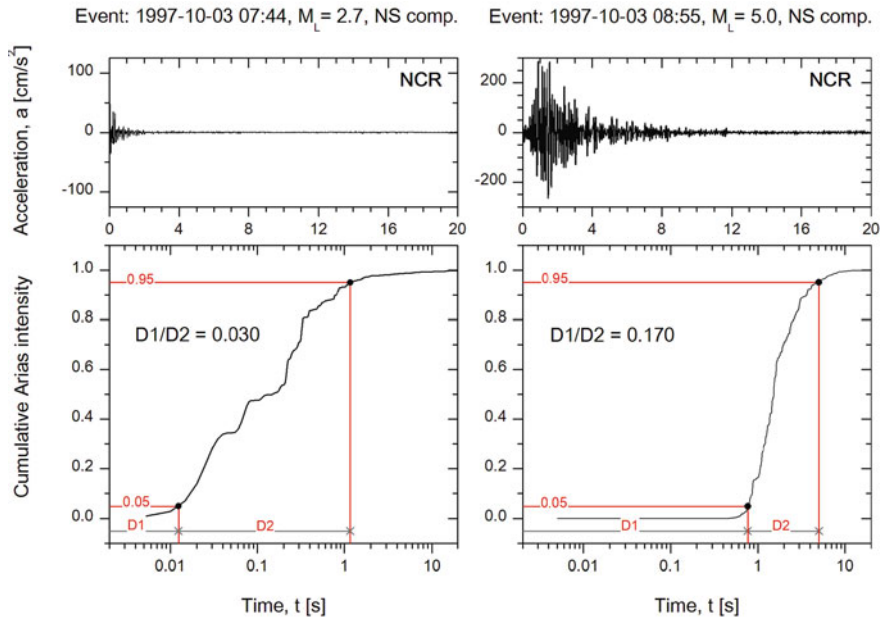 Event: 1997-10-03 07:44, M_L = 2.7, NS comp.
Event: 1997-10-03 08:55, M_L = 5.0, NS comp.
Acceleration, a [cm/s²]
100
0
-100
NCR
0 4 8 12 16 20
200
0
-200
NCR
0 4 8 12 16 20
Cumulative Arias intensity
1.0
0.8
0.6
0.4
0.2
0.0
0.95
D1/D2 = 0.030
0.05
D1 D2
0.01 0.1 1 10
Time, t [s]
1.0
0.8
0.6
0.4
0.2
0.0
0.95
D1/D2 = 0.170
0.05
D1 D2
0.01 0.1 1 10
Time, t [s]